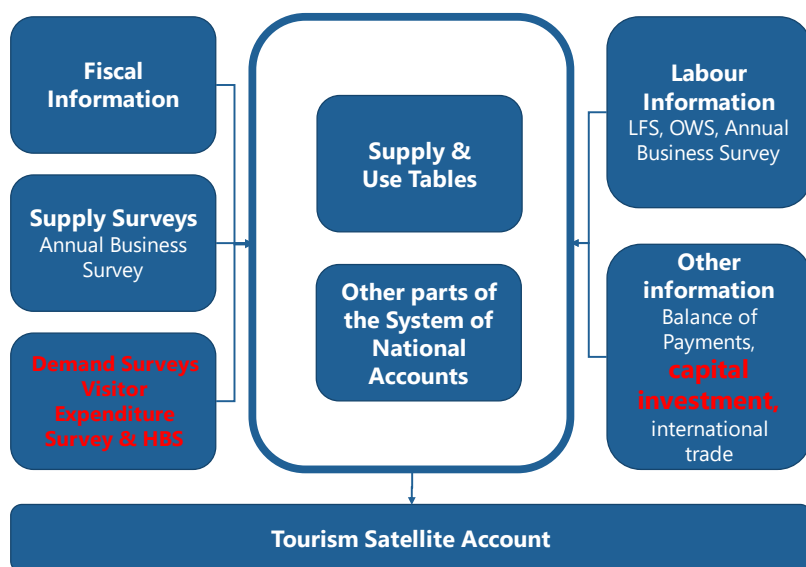 Fiscal
Information
Supply Surveys
Annual Business
Survey
Demand Surveys
Visitor
Expenditure
Survey & HBS
Supply &
Use Tables
Other parts of
the System of
National
Accounts
Labour
Information
LFS, OWS, Annual
Business Survey
Other
information
Balance of
Payments,
capital
investment,
international
trade
Tourism Satellite Account